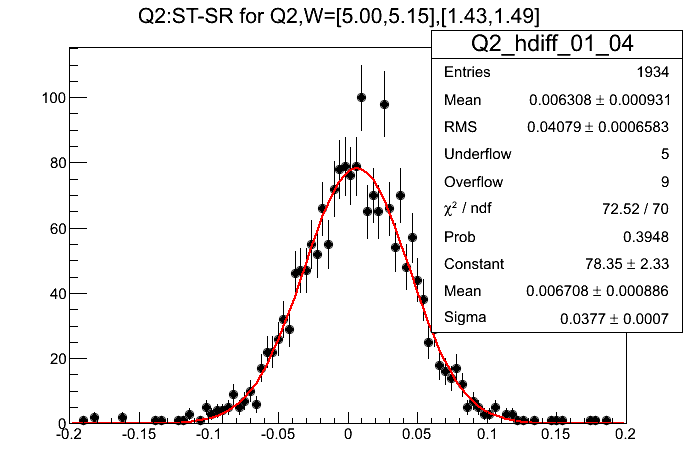 Q2:ST-SR for Q2,W=[5.00,5.15],[1.43,1.49]
Q2_hdiff_01_04
Entries 1934
Mean 0.006308 ± 0.000931
RMS 0.04079 ± 0.0006583
Underflow 5
Overflow 9
χ² / ndf 72.52 / 70
Prob 0.3948
Constant 78.35 ± 2.33
Mean 0.006708 ± 0.000886
Sigma 0.0377 ± 0.0007
100
80
60
40
20
0
-0.2 -0.15 -0.1 -0.05 0 0.05 0.1 0.15 0.2